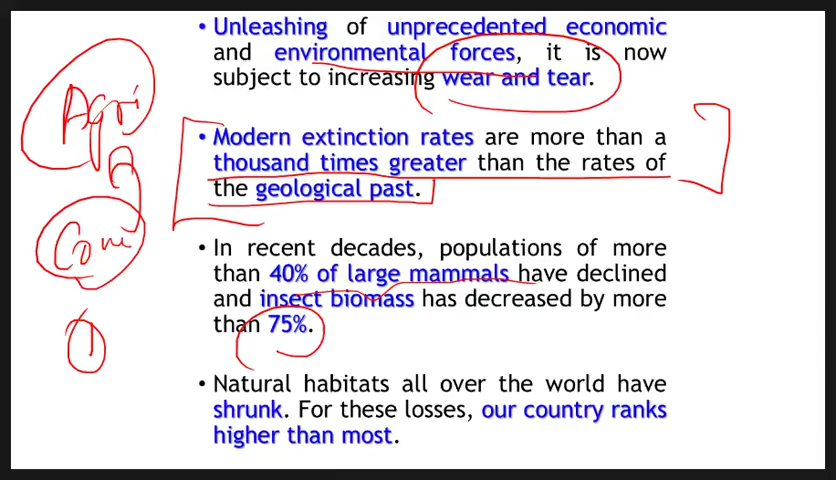 • Unleashing of unprecedented economic
and environmental forces, it is now
subject to increasing wear and tear.
Agri
• Modern extinction rates are more than a
thousand times greater than the rates of
the geological past.
• In recent decades, populations of more
than 40% of large mammals have declined
and insect biomass has decreased by more
than 75%.
• Natural habitats all over the world have
shrunk. For these losses, our country ranks
higher than most.